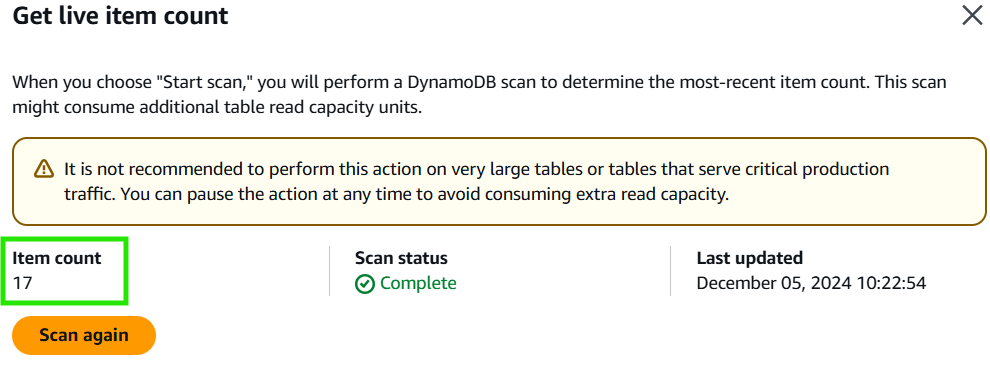 Get live item count
When you choose "Start scan," you will perform a DynamoDB scan to determine the most-recent item count. This scan
might consume additional table read capacity units.
It is not recommended to perform this action on very large tables or tables that serve critical production
traffic. You can pause the action at any time to avoid consuming extra read capacity.
Item count
17
Scan status
Complete
Last updated
December 05, 2024 10:22:54
Scan again